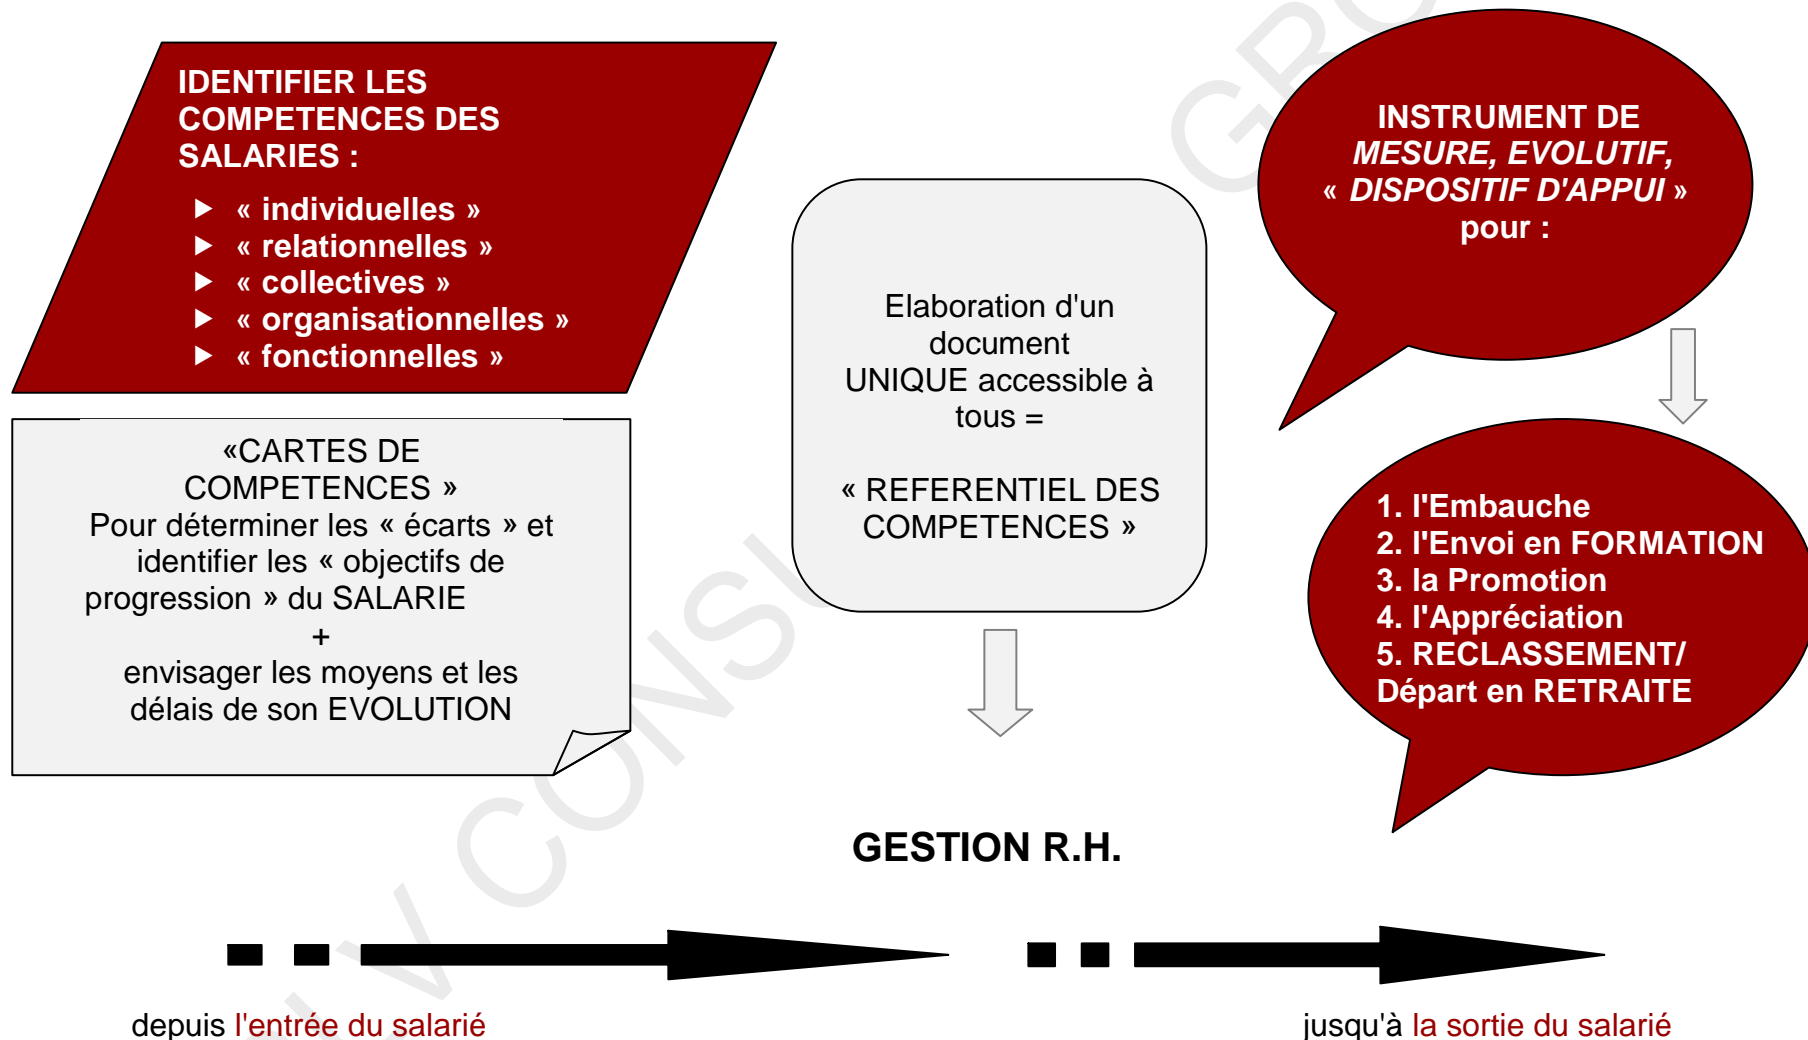 IDENTIFIER LES
COMPETENCES DES
SALARIES :
« individuelles »
« relationnelles »
« collectives »
« organisationnelles »
« fonctionnelles »
«CARTES DE
COMPETENCES »
Pour déterminer les « écarts » et
identifier les « objectifs de
progression » du SALARIE
+
envisager les moyens et les
délais de son EVOLUTION
Elaboration d'un
document
UNIQUE accessible à
tous =
« REFERENTIEL DES
COMPETENCES »
INSTRUMENT DE
MESURE, EVOLUTIF,
« DISPOSITIF D'APPUI »
pour :
1. l'Embauche
2. l'Envoi en FORMATION
3. la Promotion
4. l'Appréciation
5. RECLASSEMENT/
Départ en RETRAITE
GESTION R.H.
depuis l'entrée du salarié
jusqu'à la sortie du salarié